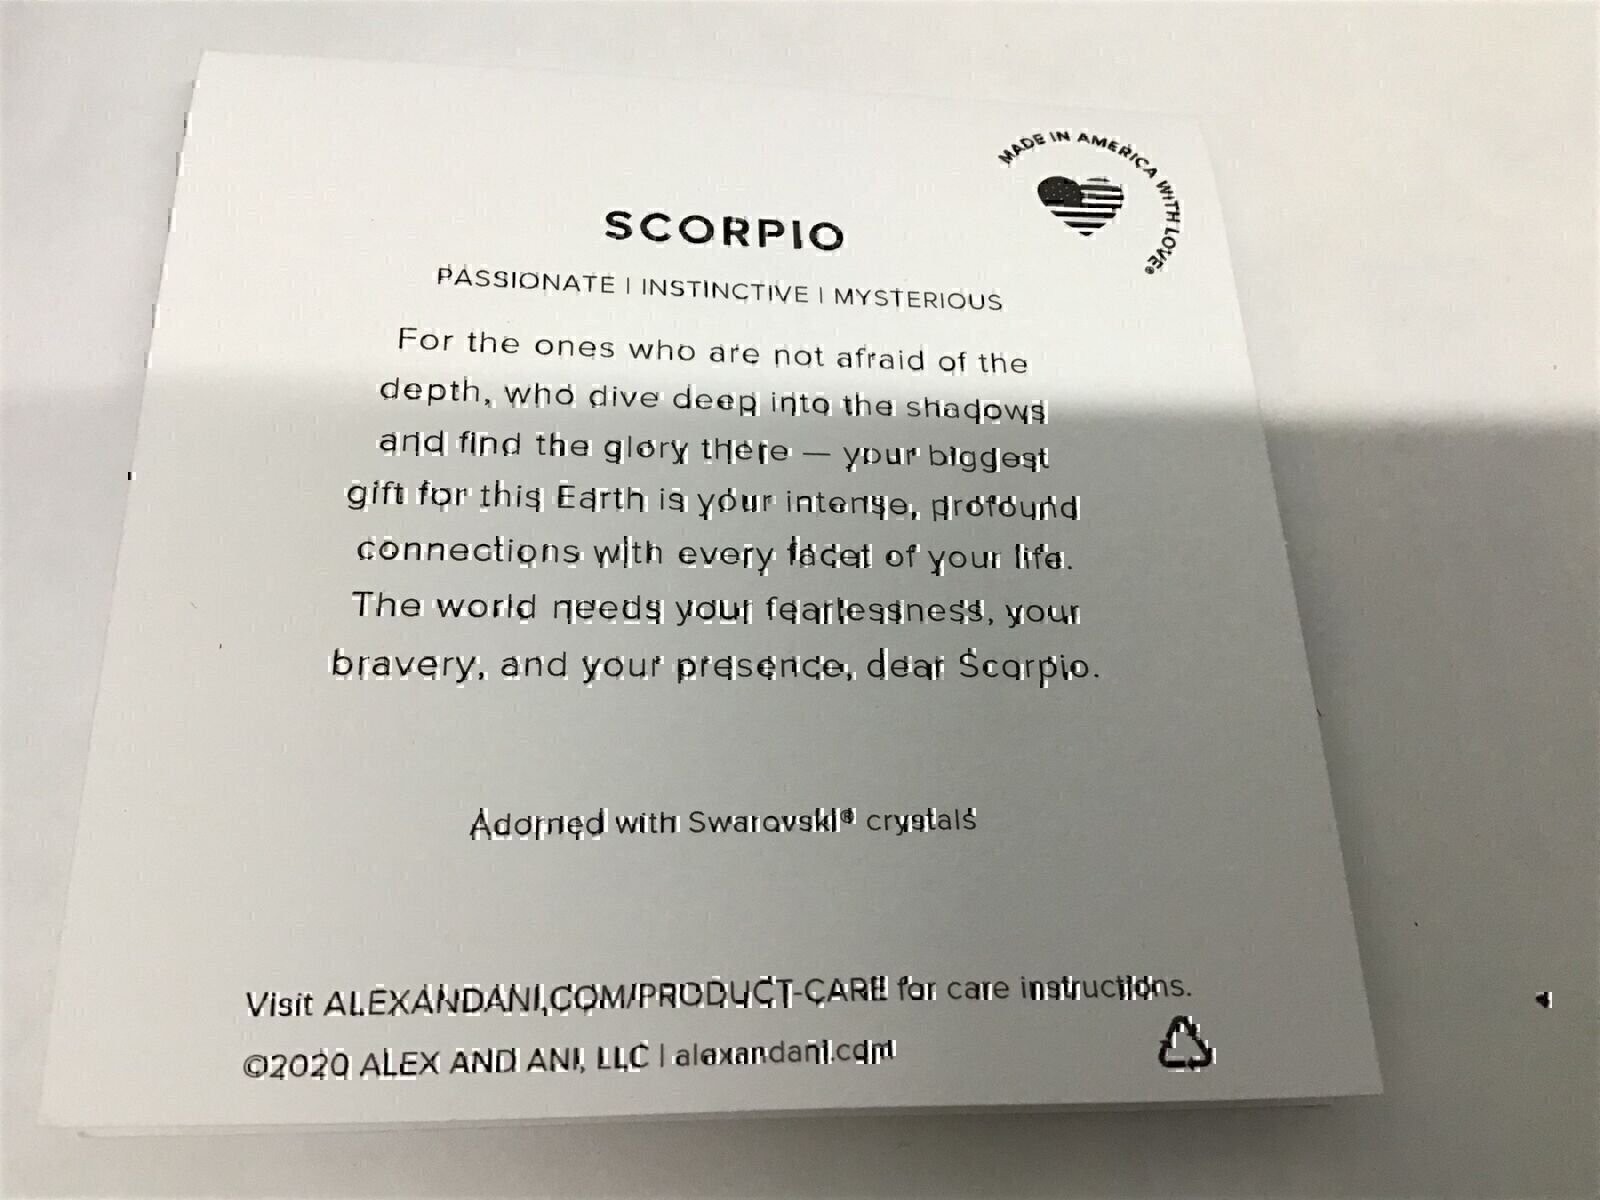 MADE IN AMERICA WITH LOVE®
SCORPIO
PASSIONATE | INSTINCTIVE | MYSTERIOUS
For the ones who are not afraid of the
depth, who dive deep into the shadows
and find the glory there — your biggest
gift for this Earth is your intense, profound
connections with every facet of your life.
The world needs your fearlessness, your
bravery, and your presence, dear Scorpio.
Adorned with Swarovski® crystals
Visit ALEXANDANI.COM/PRODUCT-CARE for care instructions.
©2020 ALEX AND ANI, LLC | alexandani.com